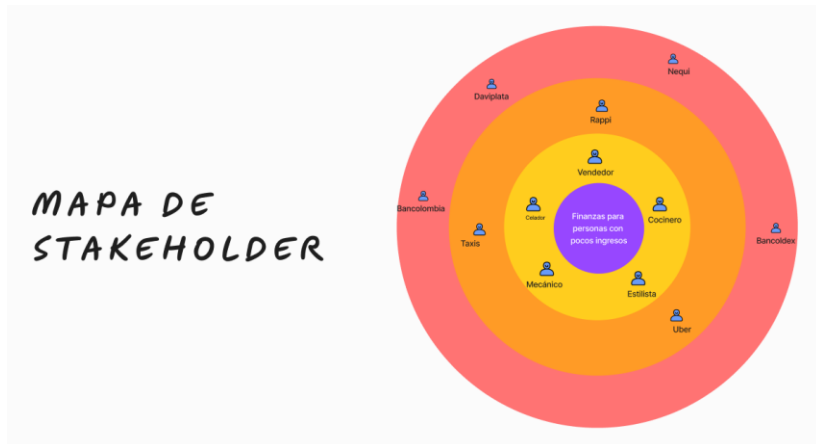 MAPA DE
STAKEHOLDER
Nequi
Daviplata
Rappi
Vendedor
Bancolombia
Celador
Cocinero
Finanzas para
personas con
pocos ingresos
Taxis
Bancoldex
Mecánico
Estilista
Uber